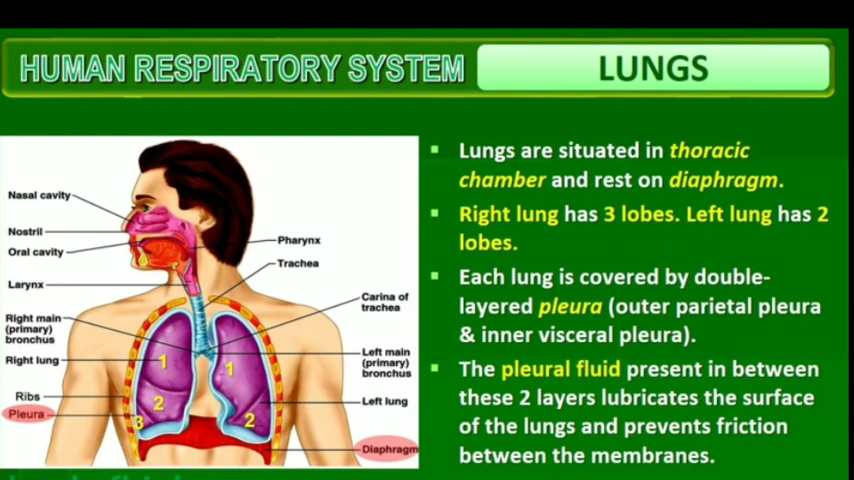 HUMAN RESPIRATORY SYSTEM
LUNGS
Nasal cavity
Nostril
Oral cavity
Larynx
Right main
(primary)
bronchus
Right lung
Ribs
Pleura
Pharynx
Trachea
Carina of
trachea
Left main
(primary)
bronchus
Left lung
Diaphragm
1
2
3
1
2
▪ Lungs are situated in thoracic
chamber and rest on diaphragm.
▪ Right lung has 3 lobes. Left lung has 2
lobes.
▪ Each lung is covered by double-
layered pleura (outer parietal pleura
& inner visceral pleura).
▪ The pleural fluid present in between
these 2 layers lubricates the surface
of the lungs and prevents friction
between the membranes.